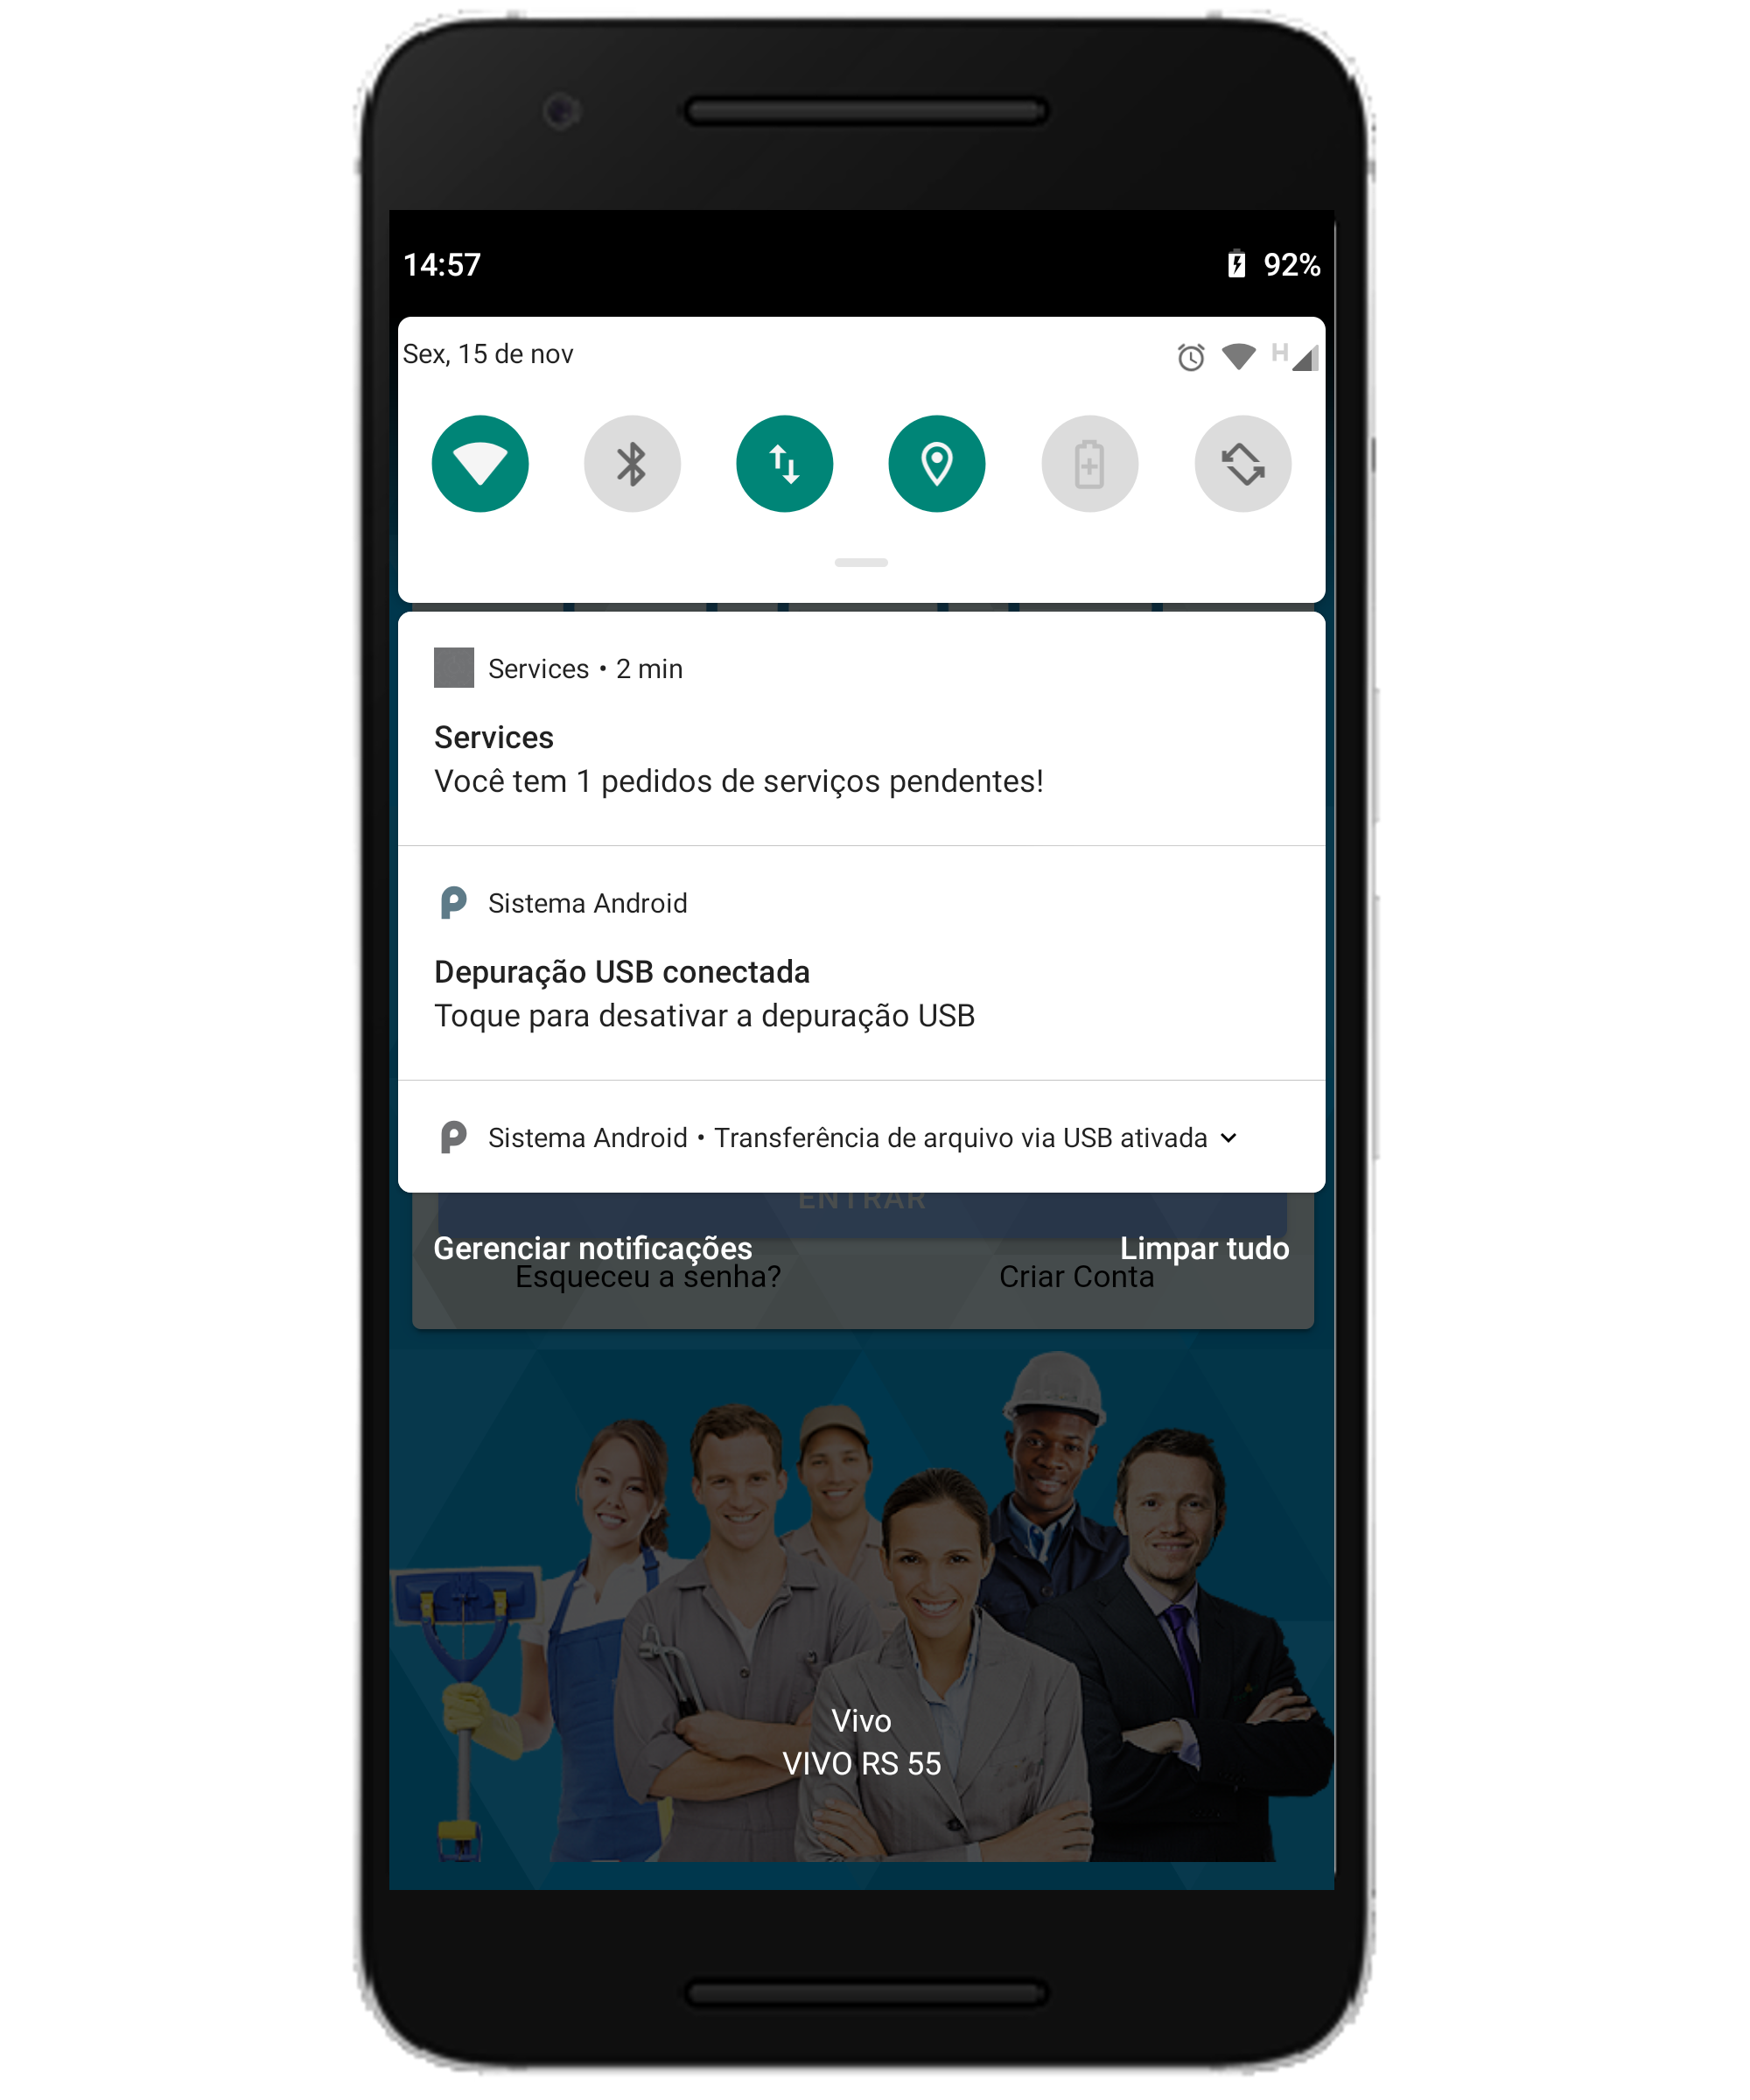 14:57 92%
Sex, 15 de nov H
Services • 2 min
Services
Você tem 1 pedidos de serviços pendentes!
Sistema Android
Depuração USB conectada
Toque para desativar a depuração USB
Sistema Android • Transferência de arquivo via USB ativada
ENTRAR
Gerenciar notificações Limpar tudo
Esqueceu a senha? Criar Conta
Vivo
VIVO RS 55